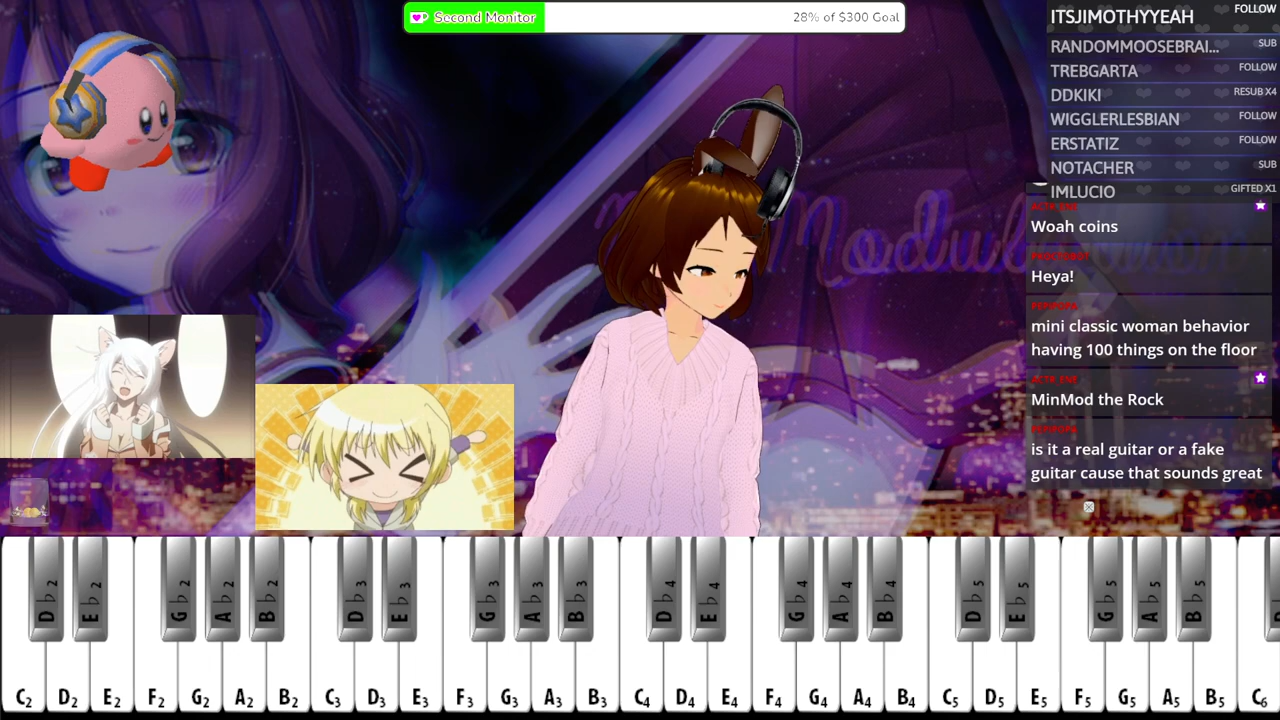 Second Monitor
28% of $300 Goal
ITSJIMOTHYYEAH FOLLOW
RANDOMMOOSEBRAI... SUB
TREBGARTA FOLLOW
DDKIKI RESUB X4
WIGGLERLESBIAN FOLLOW
ERSTATIZ FOLLOW
NOTACHER SUB
IMLUCIO GIFTED X1
Woah coins
Heya!
mini classic woman behavior
having 100 things on the floor
ACTR_ENE
MinMod the Rock
is it a real guitar or a fake
guitar cause that sounds great
D♭2 E♭2 G♭2 A♭2 B♭2 D♭3 E♭3 G♭3 A♭3 B♭3 D♭4 E♭4 G♭4 A♭4 B♭4 D♭5 E♭5 G♭5 A♭5 B♭5
C2 D2 E2 F2 G2 A2 B2 C3 D3 E3 F3 G3 A3 B3 C4 D4 E4 F4 G4 A4 B4 C5 D5 E5 F5 G5 A5 B5 C6